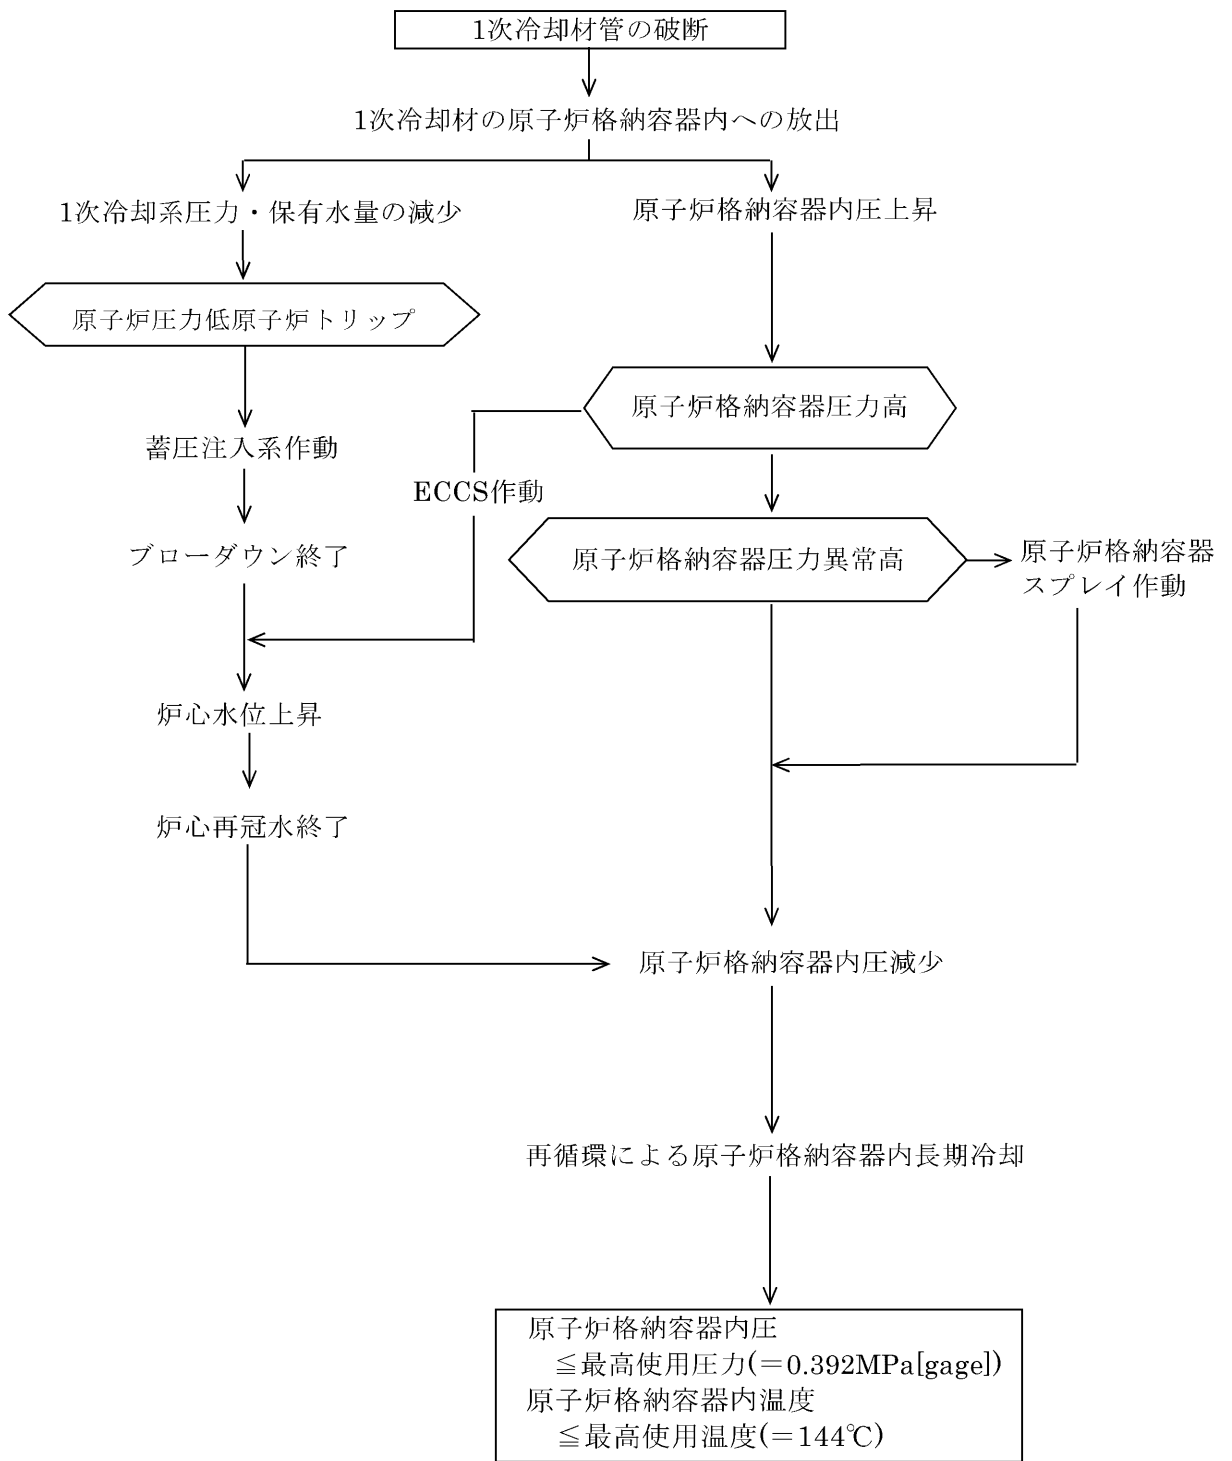 1次冷却材管の破断
1次冷却材の原子炉格納容器内への放出
1次冷却系圧力・保有水量の減少
原子炉格納容器内圧上昇
原子炉圧力低原子炉トリップ
原子炉格納容器圧力高
蓄圧注入系作動
ECCS作動
ブローダウン終了
原子炉格納容器圧力異常高
原子炉格納容器
スプレイ作動
炉心水位上昇
炉心再冠水終了
原子炉格納容器内圧減少
再循環による原子炉格納容器内長期冷却
原子炉格納容器内圧
≦最高使用圧力(=0.392MPa[gage])
原子炉格納容器内温度
≦最高使用温度(=144℃)